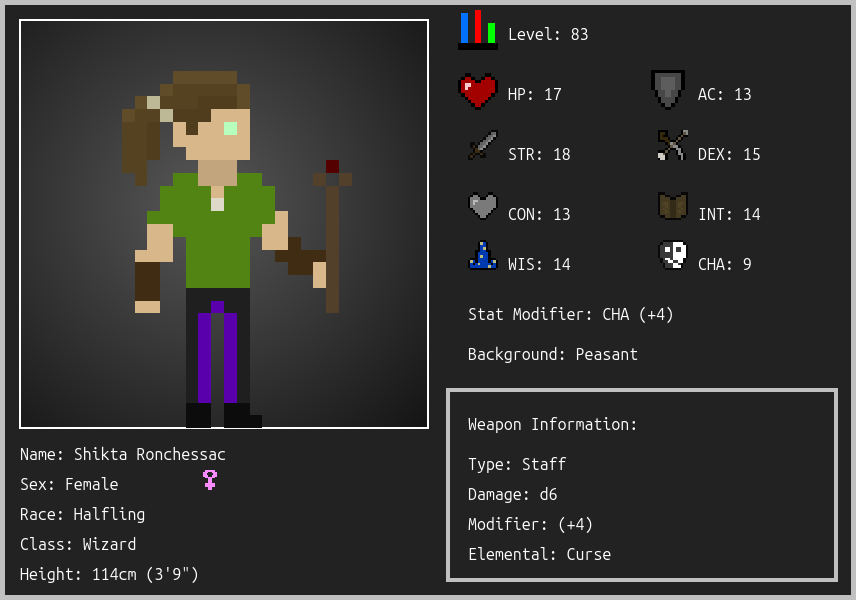 Level: 83
HP: 17
AC: 13
STR: 18
DEX: 15
CON: 13
INT: 14
WIS: 14
CHA: 9
Stat Modifier: CHA (+4)
Background: Peasant
Name: Shikta Ronchessac
Sex: Female
Race: Halfling
Class: Wizard
Height: 114cm (3'9")
Weapon Information:
Type: Staff
Damage: d6
Modifier: (+4)
Elemental: Curse